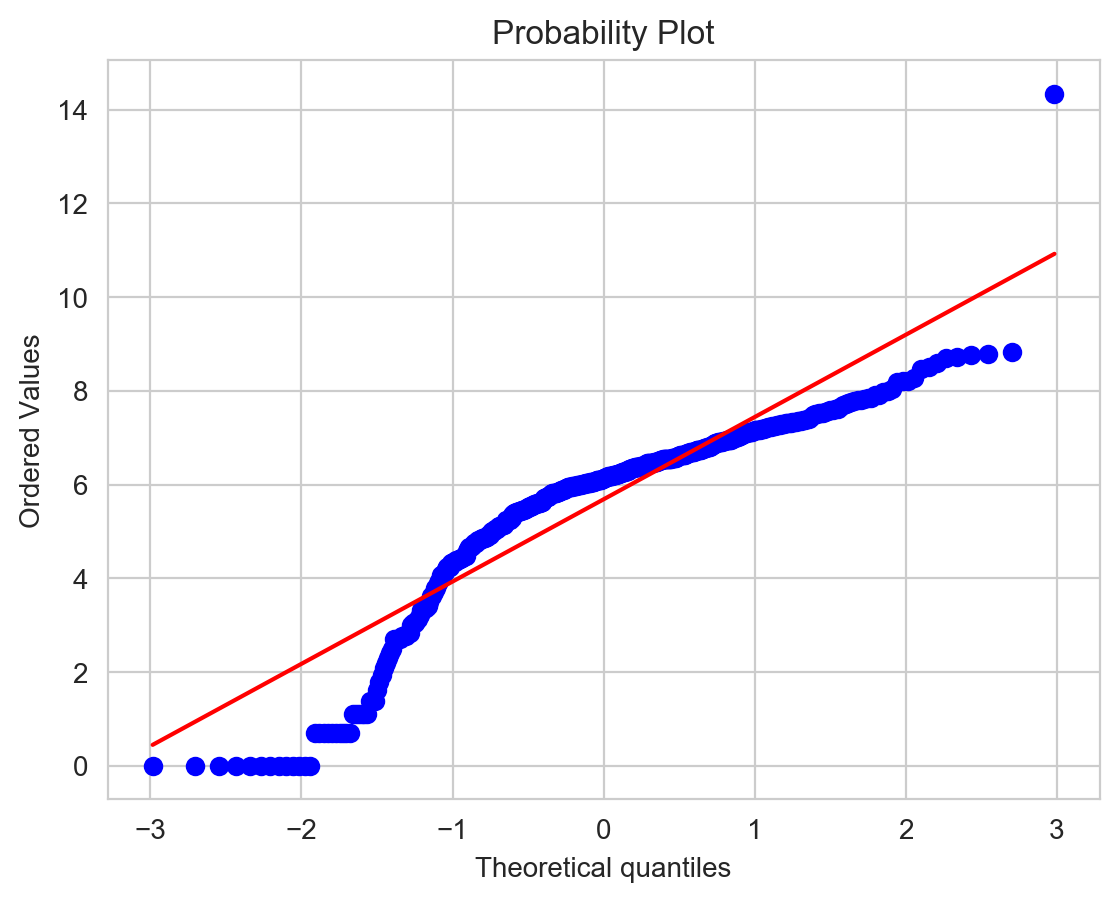 Probability Plot
Ordered Values
14
12
10
8
6
4
2
0
−3 −2 −1 0 1 2 3
Theoretical quantiles